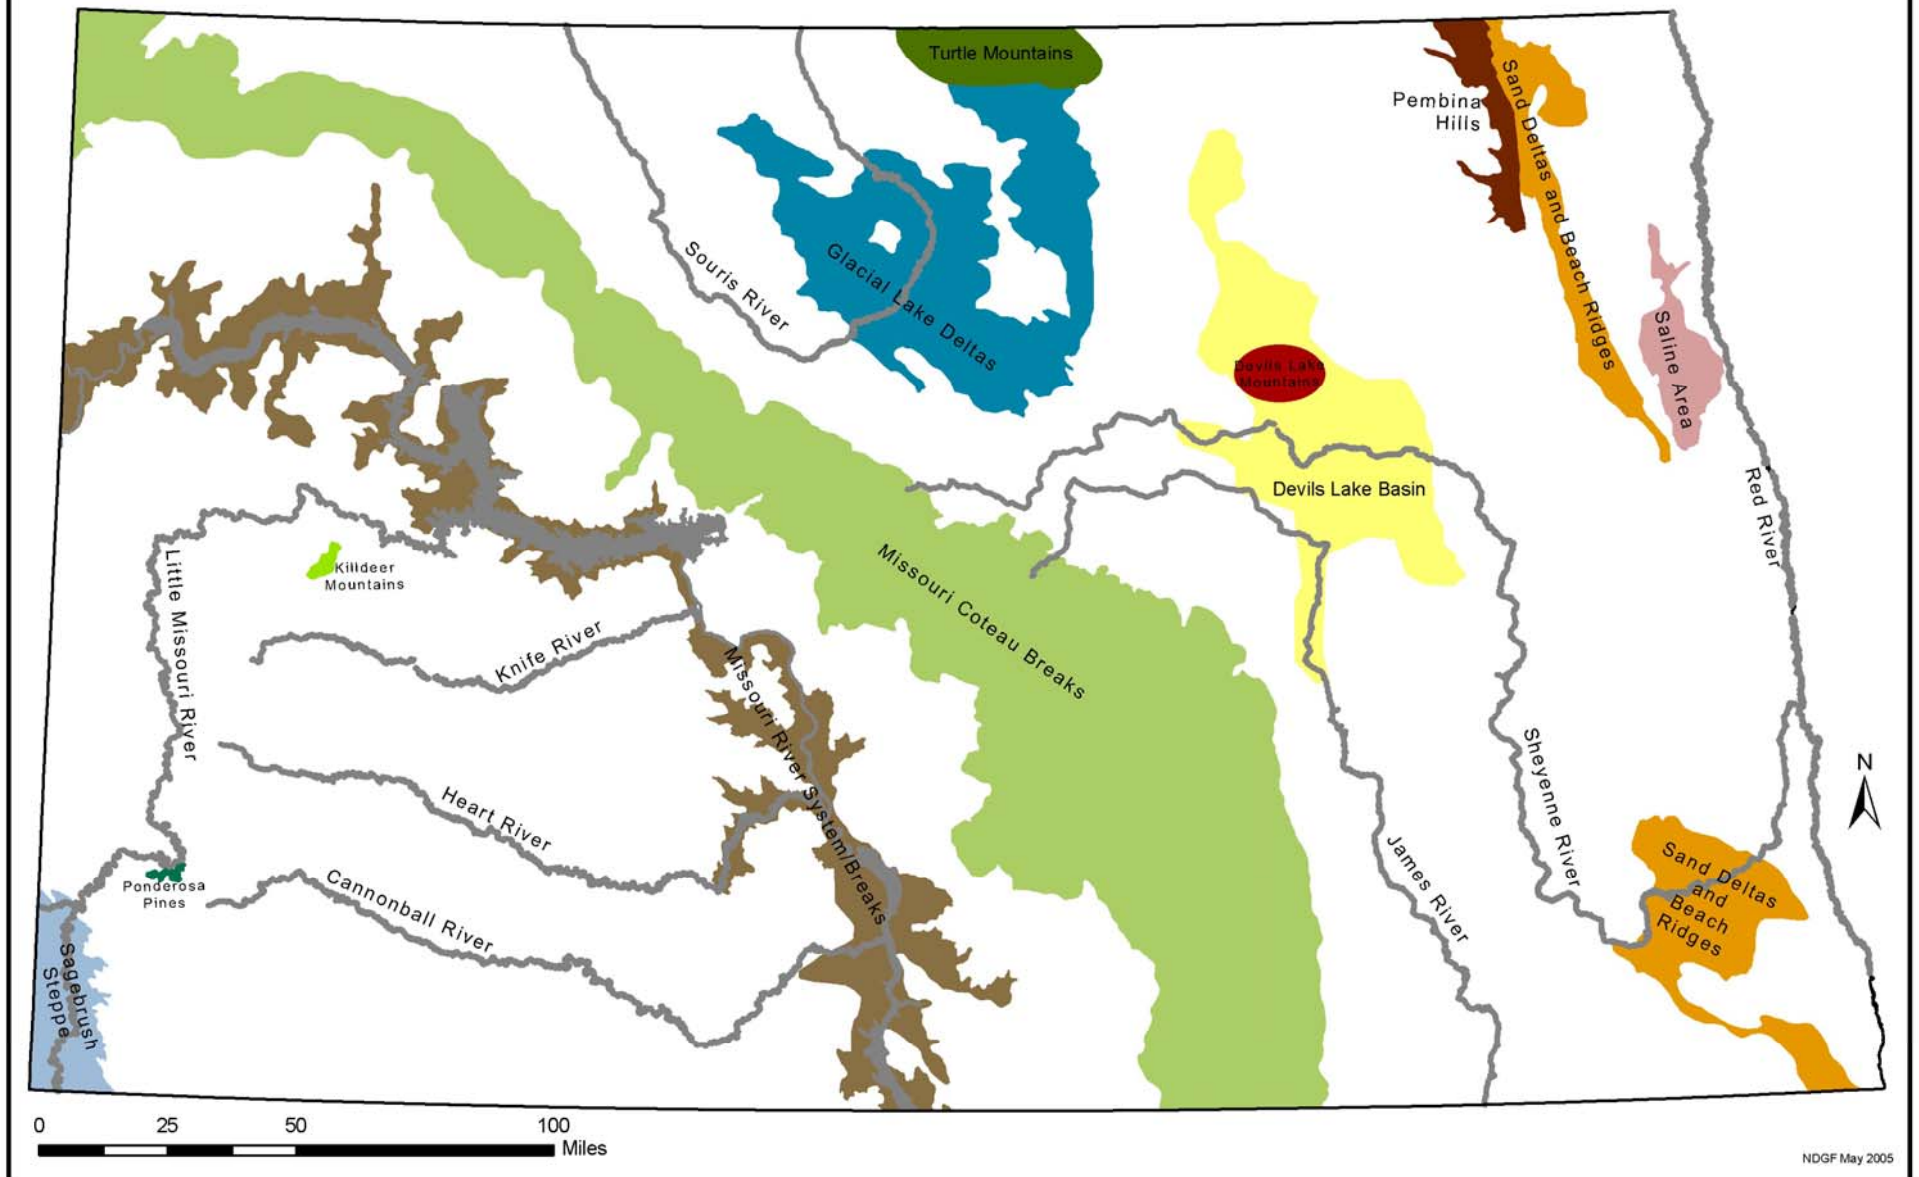 Turtle Mountains
Sand Deltas and Beach Ridges
Pembina
Hills
Souris River
Glacial Lake Deltas
Saline Area
Devils Lake
Mountains
Devils Lake Basin
Red River
Missouri Coteau Breaks
Killdeer
Mountains
Little Missouri River
Knife River
Missouri River System/Breaks
Heart River
Sheyenne River
James River
Cannonball River
Ponderosa
Pines
Sagebrush
Steppe
Sand Deltas
and
Beach
Ridges
N
0 25 50 100
Miles
NDGF May 2005